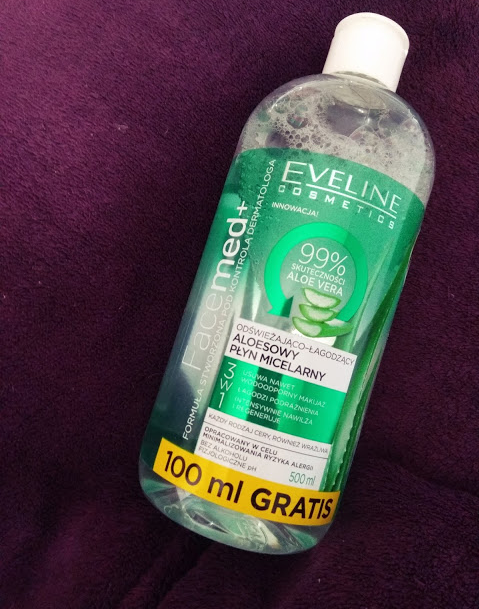 EVELINE
COSMETICS
INNOWACJA!
99%
SKUTECZNOŚCI
ALOE VERA
Facemed+
FORMUŁA STWORZONA POD KONTROLĄ DERMATOLOGA
ODŚWIEŻAJĄCO-ŁAGODZĄCY
ALOESOWY
PŁYN MICELARNY
3 W 1
USUWA NAWET
WODOODPORNY MAKIJAŻ
ŁAGODZI PODRAŻNIENIA
INTENSYWNIE NAWILŻA
I REGENERUJE
KAŻDY RODZAJ CERY, RÓWNIEŻ WRAŻLIWA
OPRACOWANY W CELU
MINIMALIZOWANIA RYZYKA ALERGII
BEZ ALKOHOLU
FIZJOLOGICZNE pH
500 ml
100 ml GRATIS